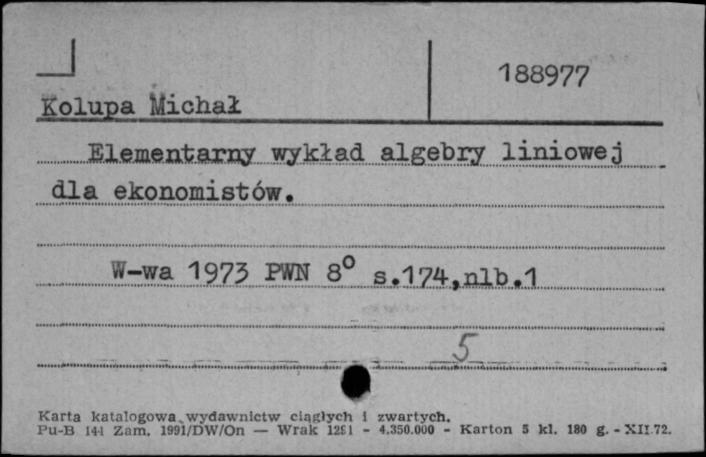 188977
Kolupa Michał
Elementarny wykład algebry liniowej
dla ekonomistów.
W-wa 1973 PWN 8° s.174,nlb.1
5
Karta katalogowa wydawnictw ciągłych i zwartych.
Pu-B 144 Zam. 1991/DW/On — Wrak 1291 - 4.350.000 - Karton 5 kl. 180 g. - XII.72.